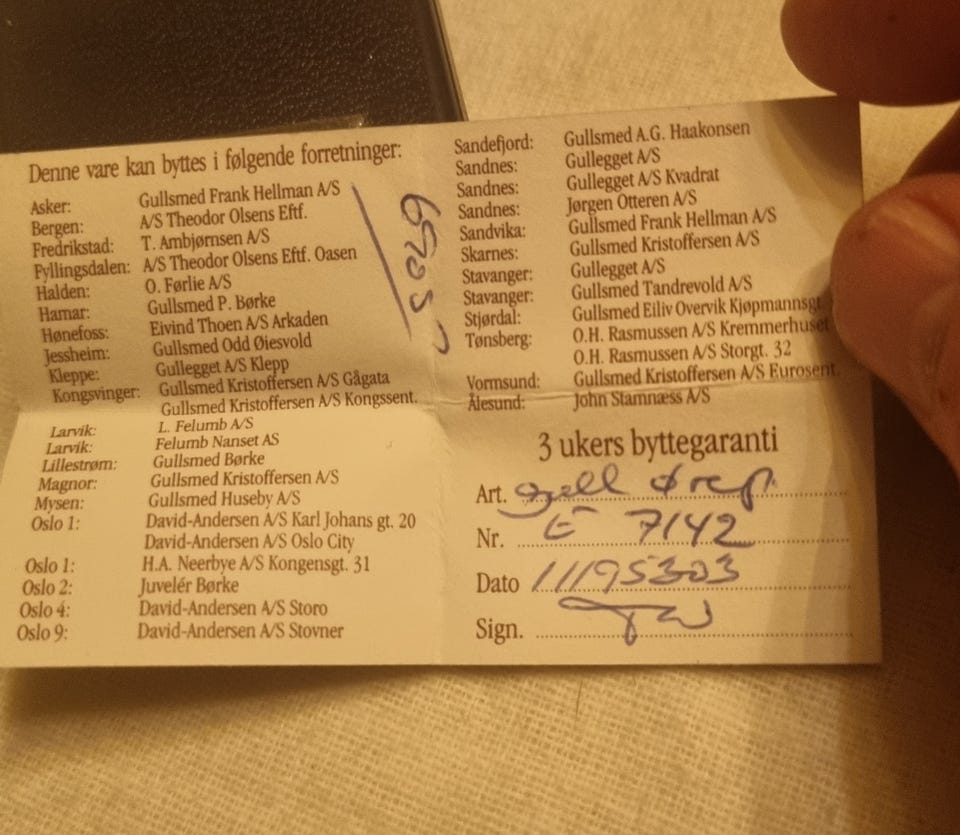 Denne vare kan byttes i følgende forretninger:
Asker: Gullsmed Frank Hellman A/S
Bergen: A/S Theodor Olsens Eftf.
Fredrikstad: T. Ambjørnsen A/S
Fyllingsdalen: A/S Theodor Olsens Eftf. Oasen
Halden: O. Førlie A/S
Hamar: Gullsmed P. Børke
Hønefoss: Eivind Thoen A/S Arkaden
Jessheim: Gullsmed Odd Øiesvold
Kleppe: Gullegget A/S Klepp
Kongsvinger: Gullsmed Kristoffersen A/S Gågata
Gullsmed Kristoffersen A/S Kongssent.
Larvik: L. Felumb A/S
Larvik: Felumb Nanset AS
Lillestrøm: Gullsmed Børke
Magnor: Gullsmed Kristoffersen A/S
Mysen: Gullsmed Huseby A/S
Oslo 1: David-Andersen A/S Karl Johans gt. 20
David-Andersen A/S Oslo City
Oslo 1: H.A. Neerbye A/S Kongensgt. 31
Oslo 2: Juvelér Børke
Oslo 4: David-Andersen A/S Storo
Oslo 9: David-Andersen A/S Stovner
Sandefjord: Gullsmed A.G. Haakonsen
Sandnes: Gullegget A/S
Sandnes: Gullegget A/S Kvadrat
Sandnes: Jørgen Otteren A/S
Sandvika: Gullsmed Frank Hellman A/S
Skarnes: Gullsmed Kristoffersen A/S
Stavanger: Gullegget A/S
Stavanger: Gullsmed Tandrevold A/S
Stjørdal: Gullsmed Eiliv Overvik Kjøpmannsgt
Tønsberg: O.H. Rasmussen A/S Kremmerhuset
O.H. Rasmussen A/S Storgt. 32
Vormsund: Gullsmed Kristoffersen A/S Eurosent.
Ålesund: John Stamnæss A/S
3 ukers byttegaranti
Art.
Nr. E 7142
Dato 11195303
Sign.